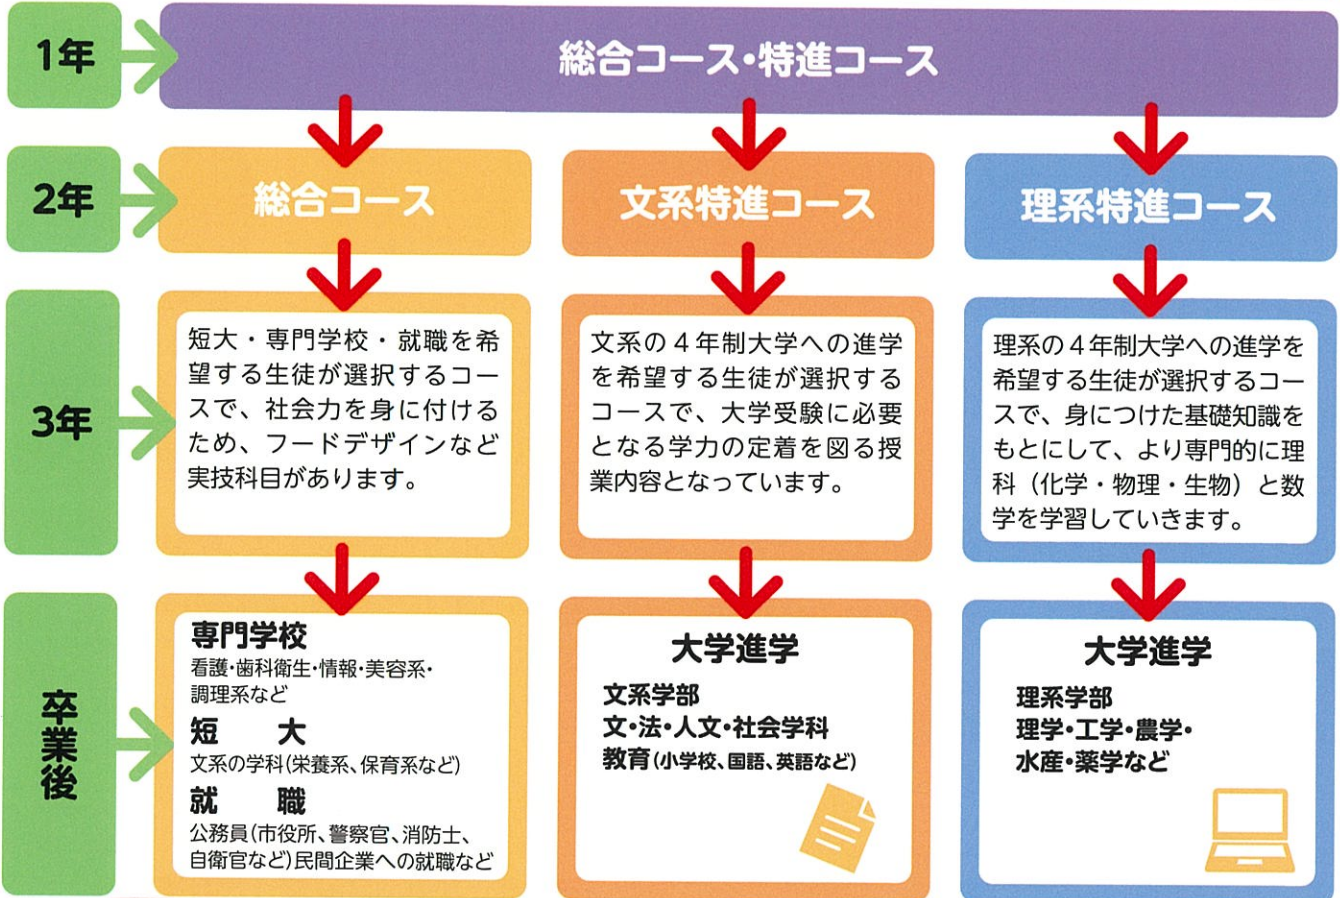 1年
総合コース・特進コース
2年
総合コース
文系特進コース
理系特進コース
3年
短大・専門学校・就職を希
望する生徒が選択するコー
スで、社会力を身に付ける
ため、フードデザインなど
実技科目があります。
文系の4年制大学への進学
を希望する生徒が選択する
コースで、大学受験に必要
となる学力の定着を図る授
業内容となっています。
理系の4年制大学への進学を
希望する生徒が選択するコー
スで、身につけた基礎知識を
もとにして、より専門的に理
科（化学・物理・生物）と数
学を学習していきます。
卒業後
専門学校
看護・歯科衛生・情報・美容系・
調理系など
短　大
文系の学科(栄養系、保育系など)
就　職
公務員(市役所、警察官、消防士、
自衛官など)民間企業への就職など
大学進学
文系学部
文・法・人文・社会学科
教育(小学校、国語、英語など)
大学進学
理系学部
理学・工学・農学・
水産・薬学など